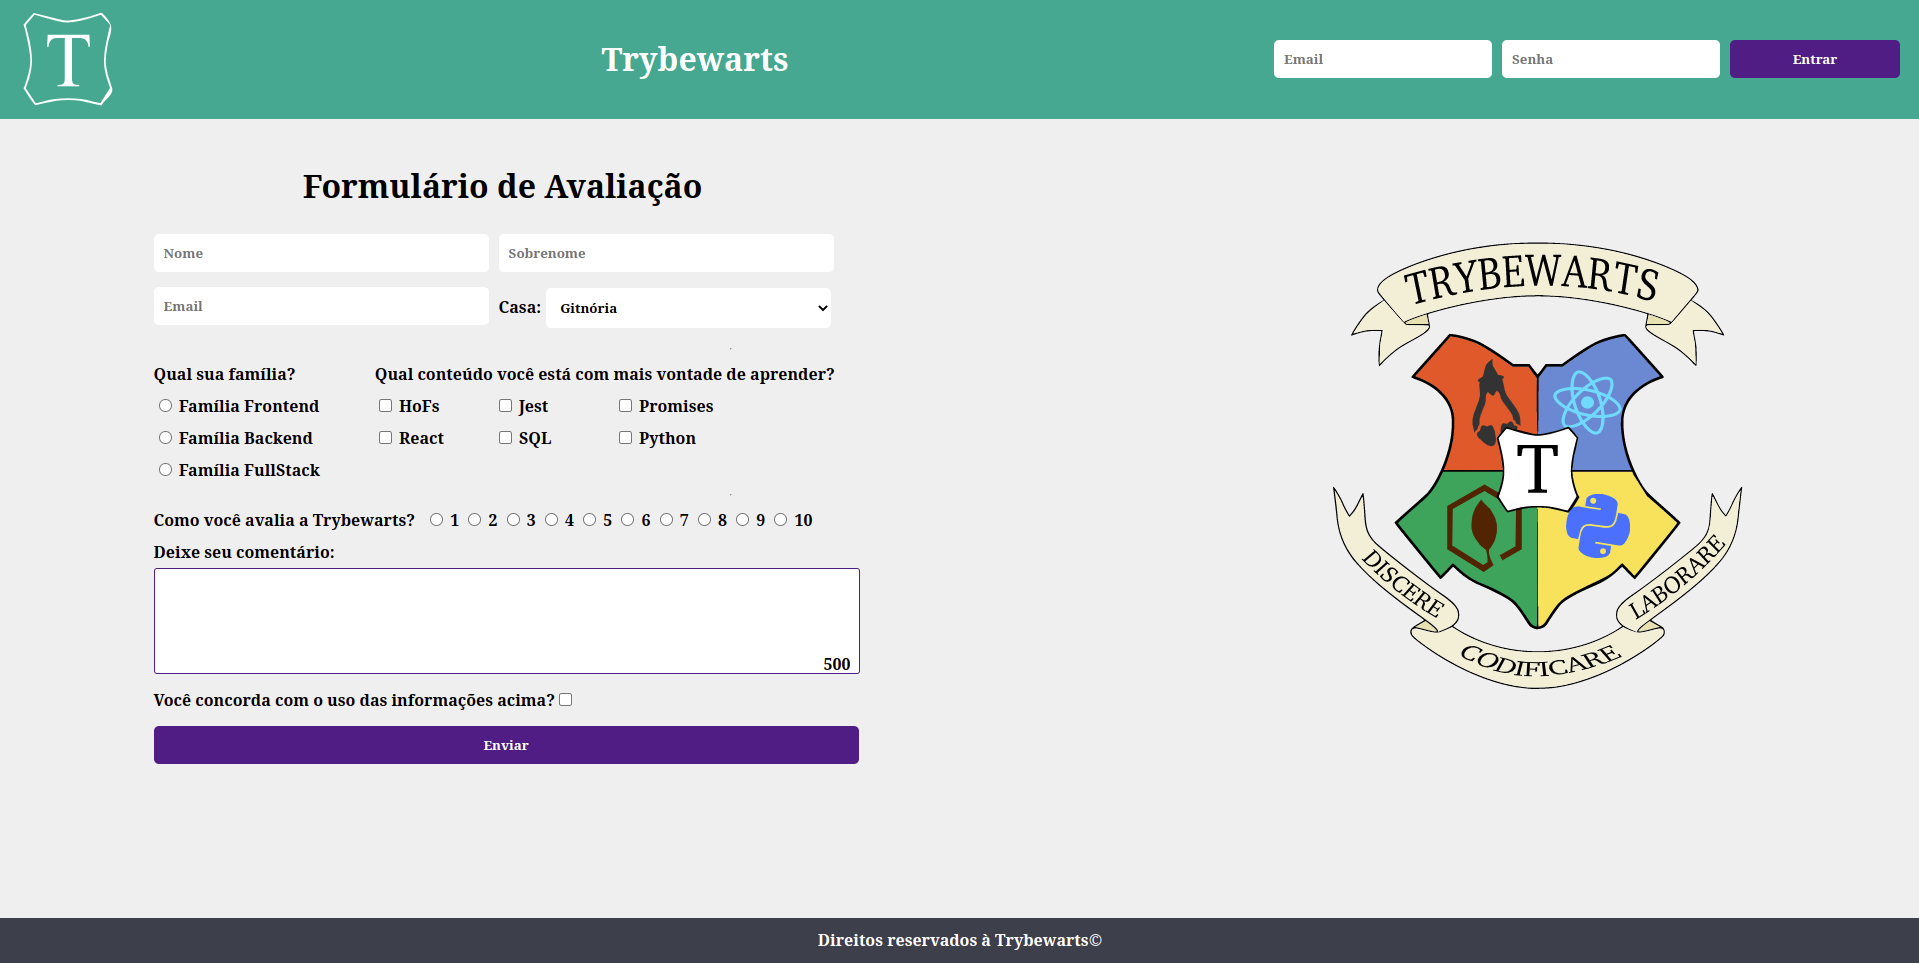 T
Trybewarts
Email
Senha
Entrar
Formulário de Avaliação
Nome
Sobrenome
Email
Casa: Gitnória
Qual sua família?
Família Frontend
Família Backend
Família FullStack
Qual conteúdo você está com mais vontade de aprender?
HoFs Jest Promises
React SQL Python
Como você avalia a Trybewarts? 1 2 3 4 5 6 7 8 9 10
Deixe seu comentário:
500
Você concorda com o uso das informações acima?
Enviar
TRYBEWARTS
T
DISCERE
CODIFICARE
LABORARE
Direitos reservados à Trybewarts©